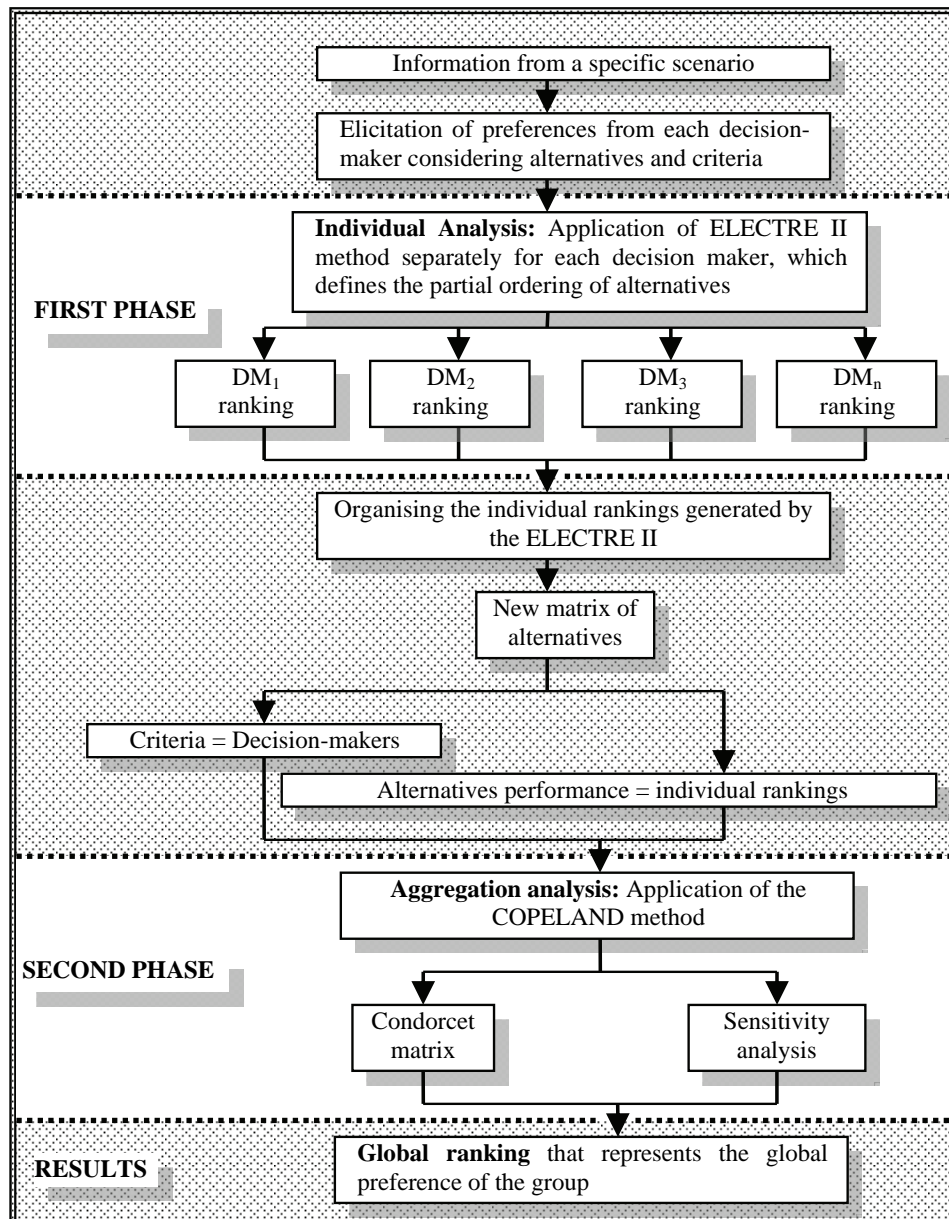 Information from a specific scenario
Elicitation of preferences from each decision-
maker considering alternatives and criteria
Individual Analysis: Application of ELECTRE II
method separately for each decision maker, which
defines the partial ordering of alternatives
FIRST PHASE
DM₁
ranking
DM₂
ranking
DM₃
ranking
DMₙ
ranking
Organising the individual rankings generated by
the ELECTRE II
New matrix of
alternatives
Criteria = Decision-makers
Alternatives performance = individual rankings
Aggregation analysis: Application of the
COPELAND method
SECOND PHASE
Condorcet
matrix
Sensitivity
analysis
RESULTS
Global ranking that represents the global
preference of the group